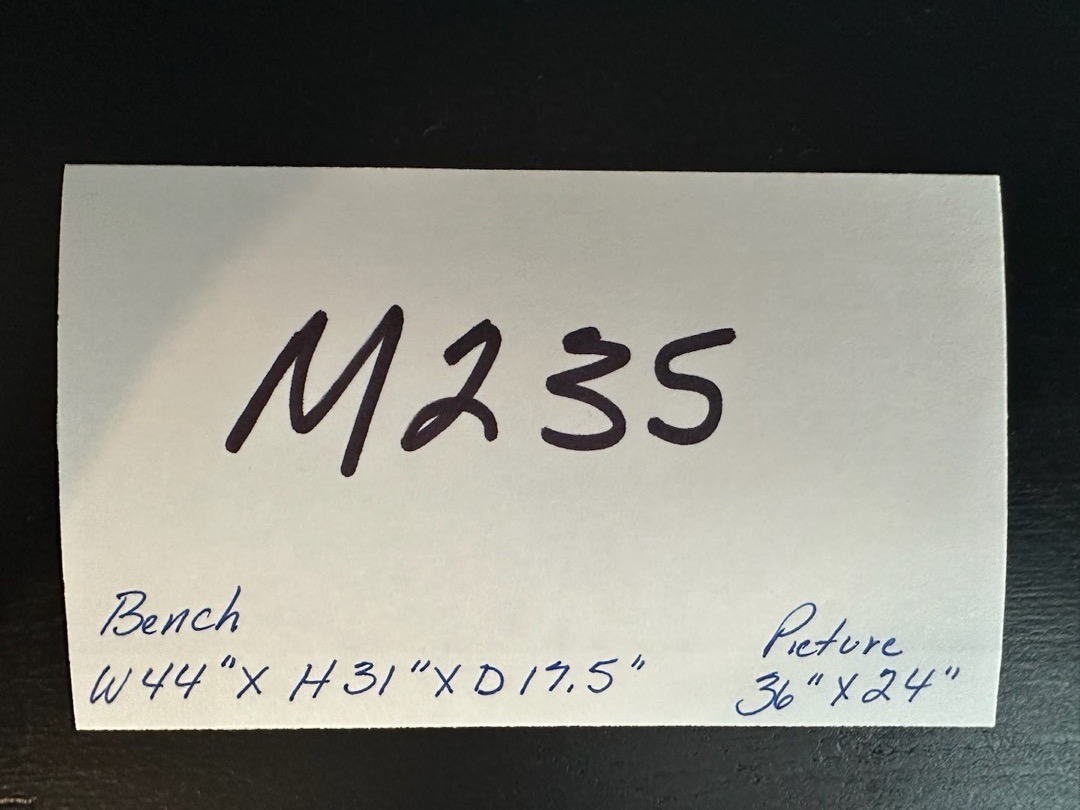 M235
Bench
W44"X H31"X D17.5"
Picture
36"X24"